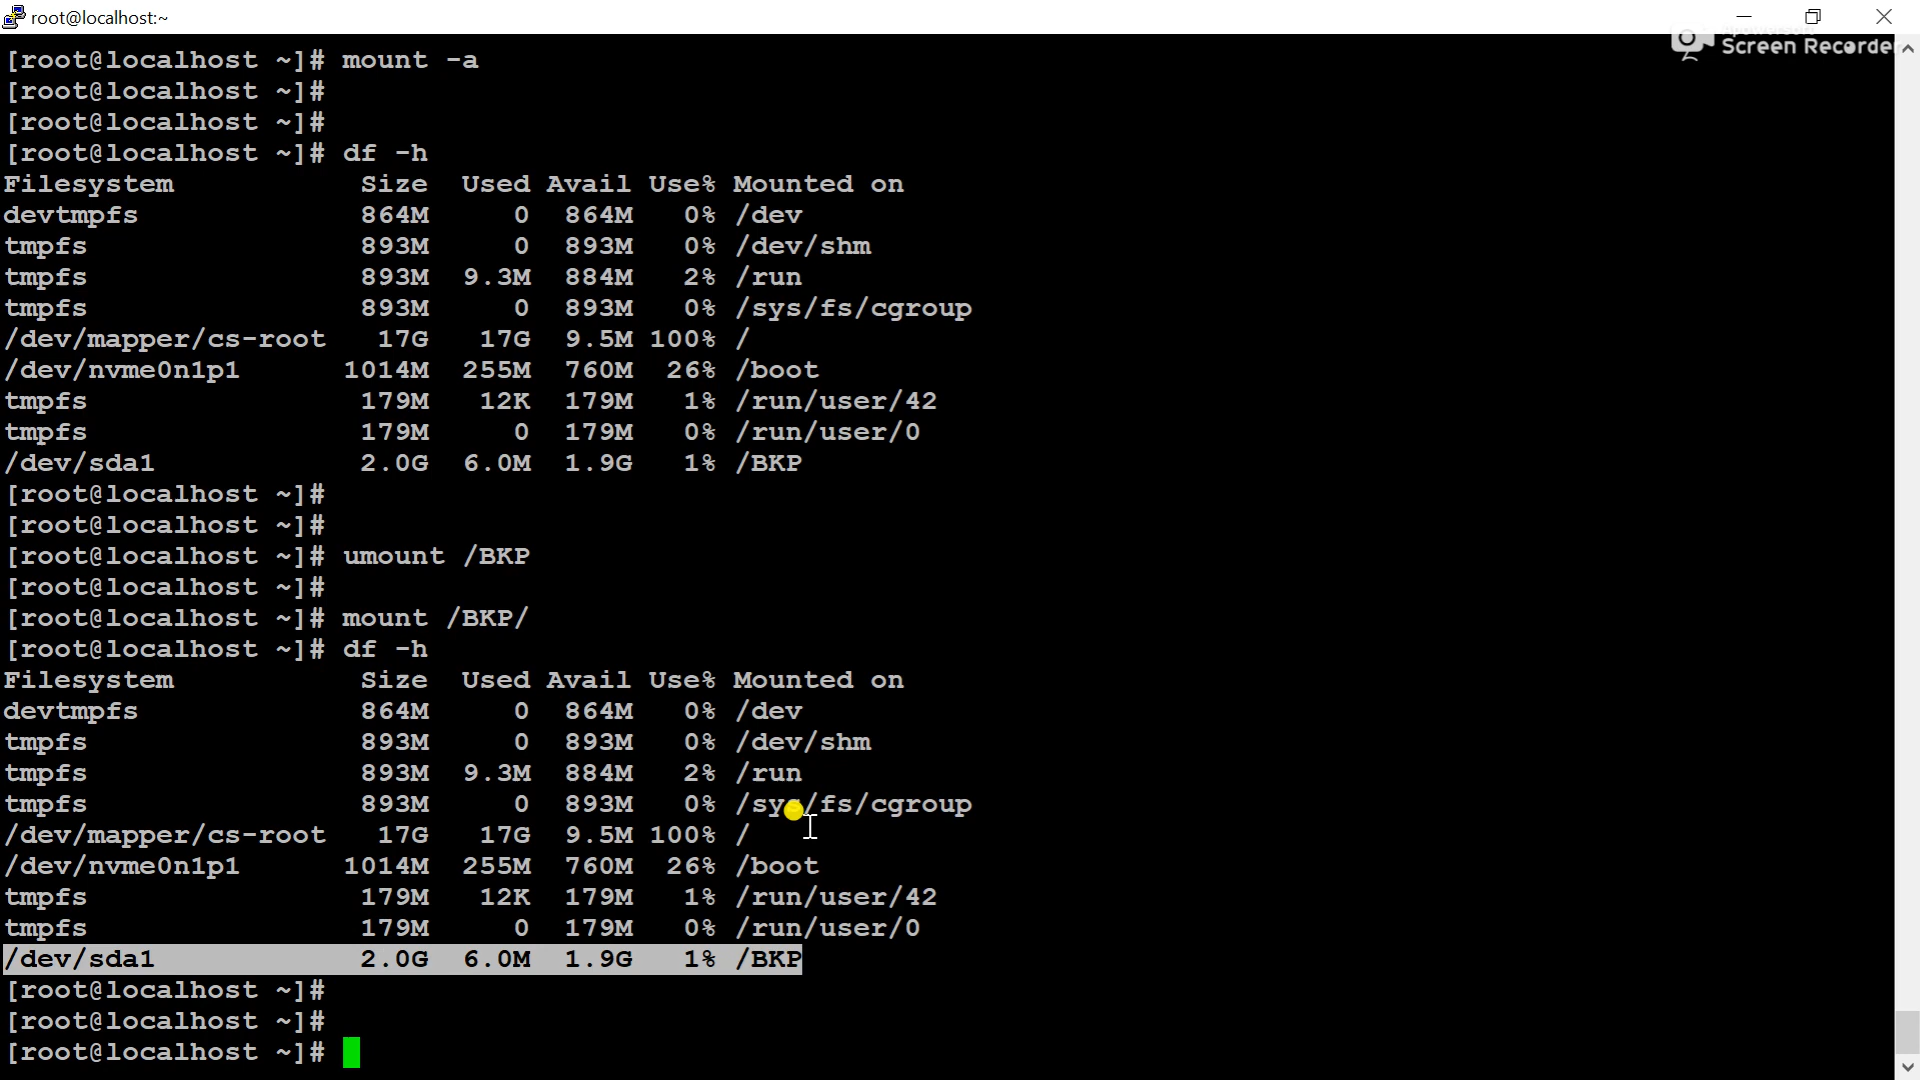 root@localhost:~
Screen Recorder
[root@localhost ~]# mount -a
[root@localhost ~]#
[root@localhost ~]#
[root@localhost ~]# df -h
Filesystem           Size  Used Avail Use% Mounted on
devtmpfs             864M     0  864M   0% /dev
tmpfs                893M     0  893M   0% /dev/shm
tmpfs                893M  9.3M  884M   2% /run
tmpfs                893M     0  893M   0% /sys/fs/cgroup
/dev/mapper/cs-root   17G   17G  9.5M 100% /
/dev/nvme0n1p1      1014M  255M  760M  26% /boot
tmpfs                179M   12K  179M   1% /run/user/42
tmpfs                179M     0  179M   0% /run/user/0
/dev/sda1            2.0G  6.0M  1.9G   1% /BKP
[root@localhost ~]#
[root@localhost ~]#
[root@localhost ~]# umount /BKP
[root@localhost ~]#
[root@localhost ~]# mount /BKP/
[root@localhost ~]# df -h
Filesystem           Size  Used Avail Use% Mounted on
devtmpfs             864M     0  864M   0% /dev
tmpfs                893M     0  893M   0% /dev/shm
tmpfs                893M  9.3M  884M   2% /run
tmpfs                893M     0  893M   0% /sys/fs/cgroup
/dev/mapper/cs-root   17G   17G  9.5M 100% /
/dev/nvme0n1p1      1014M  255M  760M  26% /boot
tmpfs                179M   12K  179M   1% /run/user/42
tmpfs                179M     0  179M   0% /run/user/0
/dev/sda1            2.0G  6.0M  1.9G   1% /BKP
[root@localhost ~]#
[root@localhost ~]#
[root@localhost ~]#